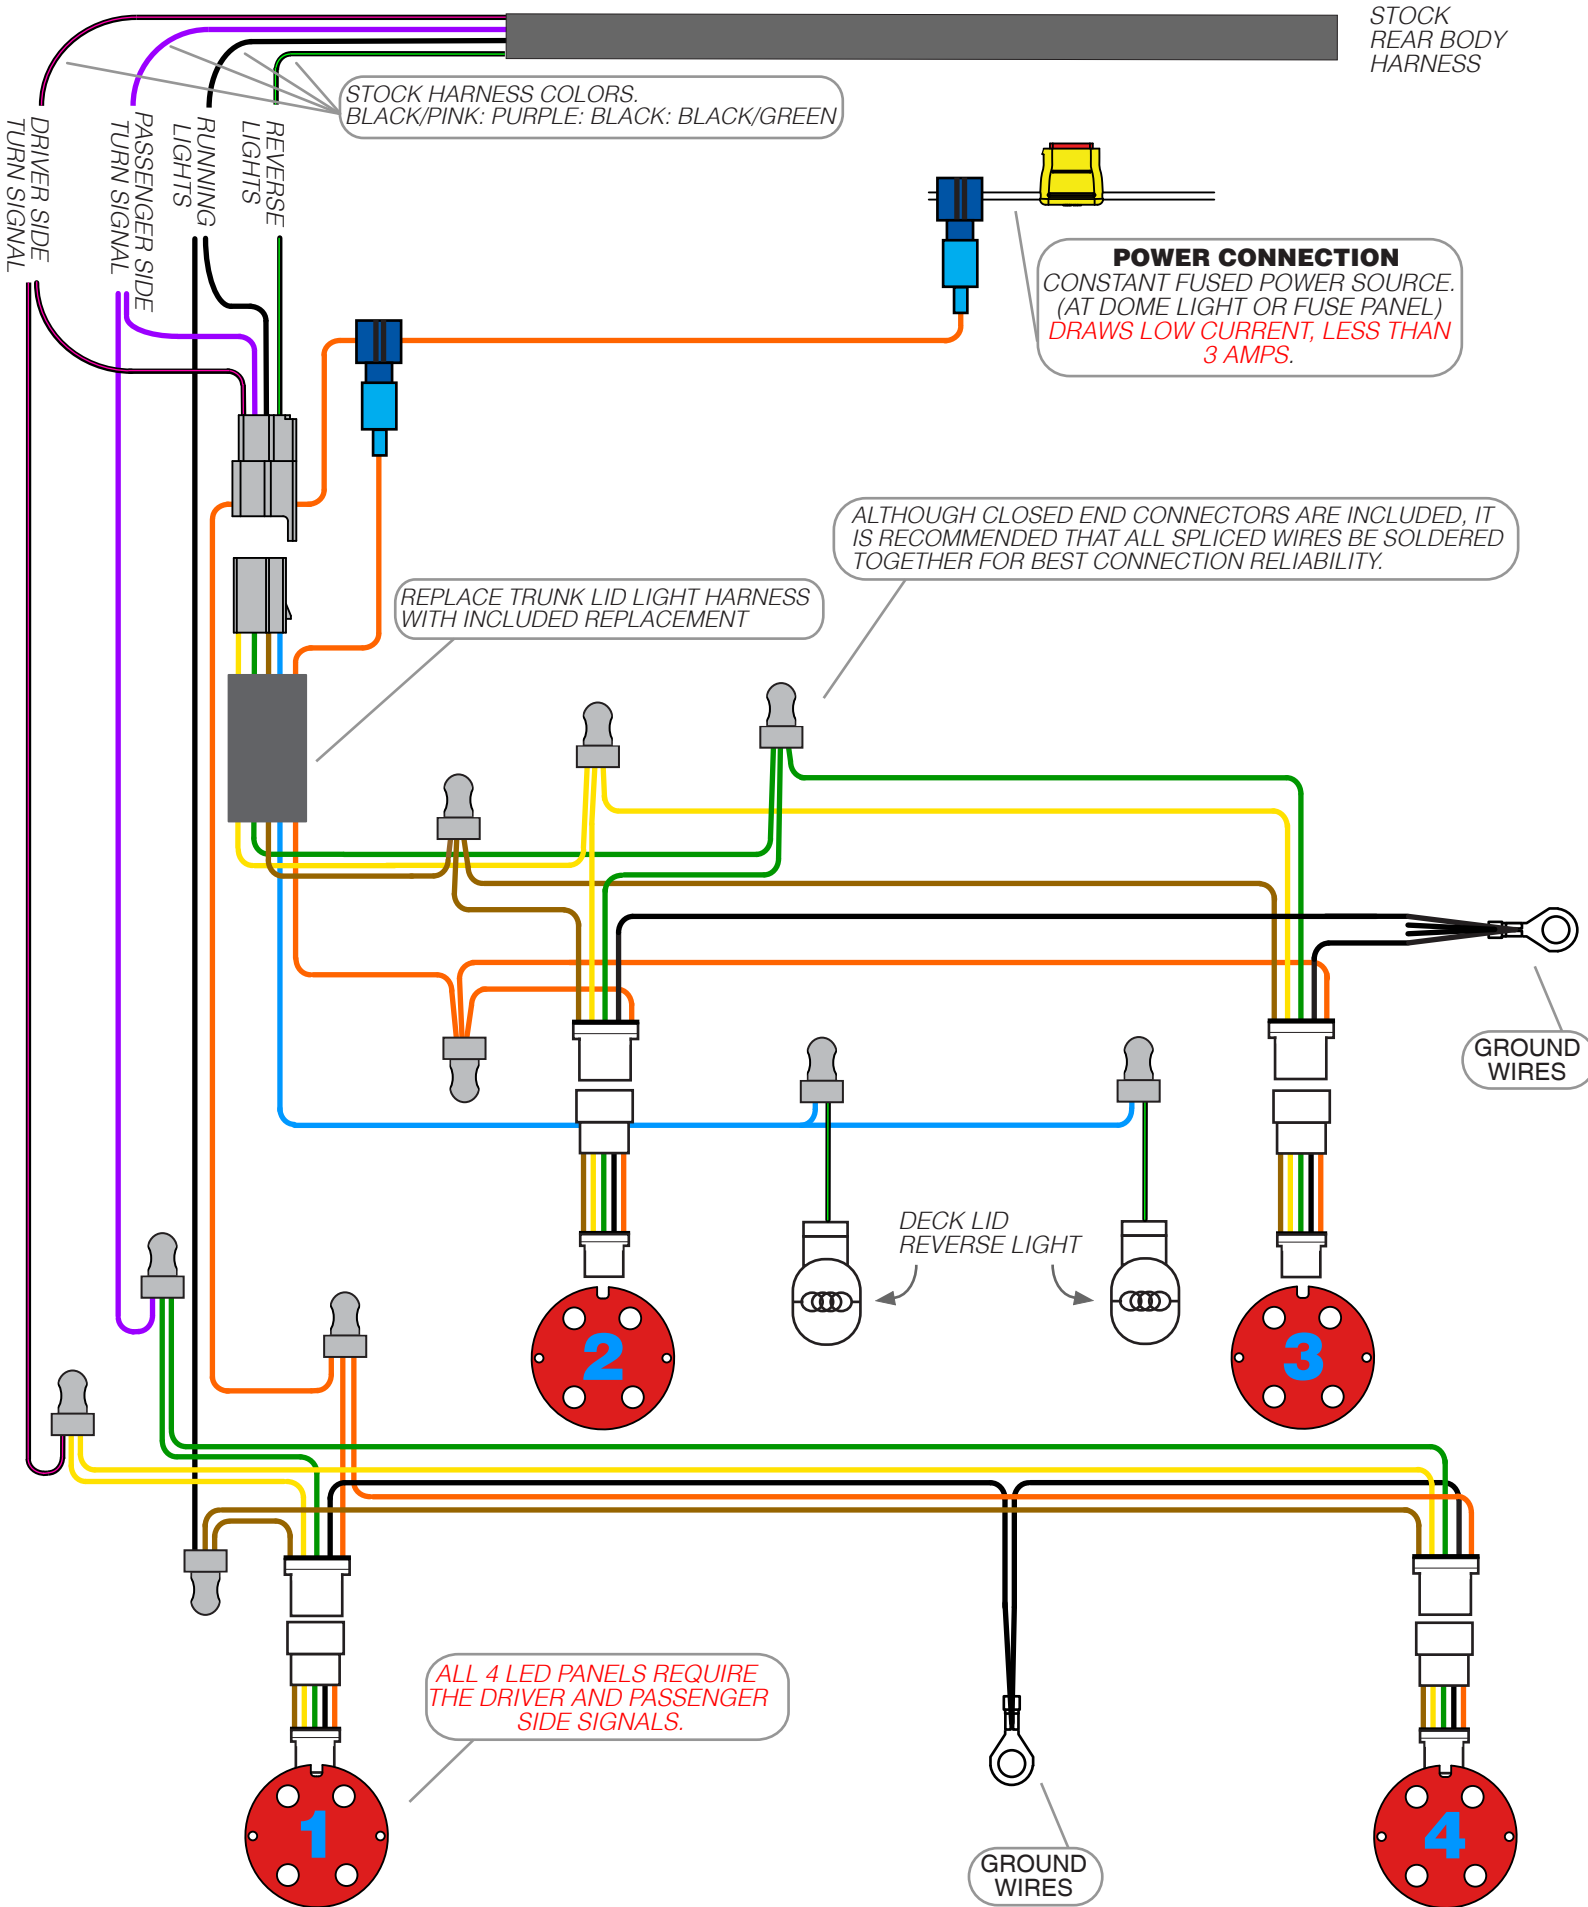 STOCK
REAR BODY
HARNESS
STOCK HARNESS COLORS.
BLACK/PINK: PURPLE: BLACK: BLACK/GREEN
DRIVER SIDE
TURN SIGNAL
PASSENGER SIDE
TURN SIGNAL
RUNNING
LIGHTS
REVERSE
LIGHTS
POWER CONNECTION
CONSTANT FUSED POWER SOURCE.
(AT DOME LIGHT OR FUSE PANEL)
DRAWS LOW CURRENT, LESS THAN
3 AMPS.
ALTHOUGH CLOSED END CONNECTORS ARE INCLUDED, IT
IS RECOMMENDED THAT ALL SPLICED WIRES BE SOLDERED
TOGETHER FOR BEST CONNECTION RELIABILITY.
REPLACE TRUNK LID LIGHT HARNESS
WITH INCLUDED REPLACEMENT
GROUND
WIRES
DECK LID
REVERSE LIGHT
2
3
ALL 4 LED PANELS REQUIRE
THE DRIVER AND PASSENGER
SIDE SIGNALS.
1
4
GROUND
WIRES